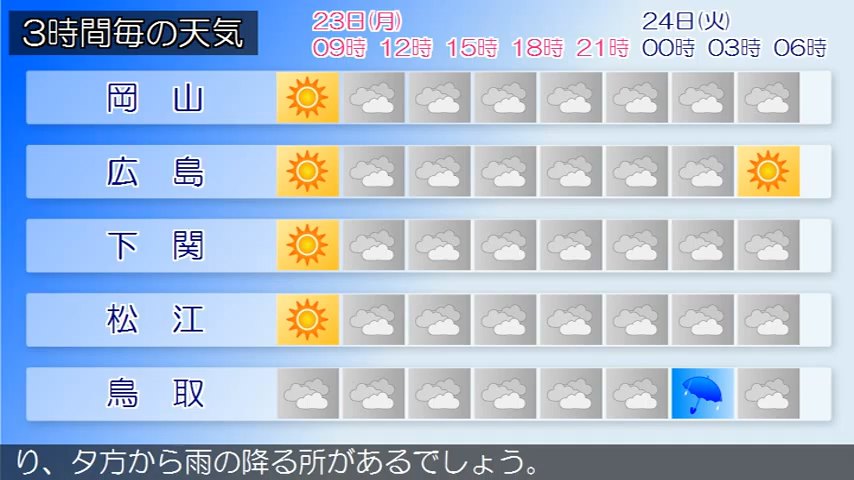 3時間毎の天気
23日(月) 24日(火)
09時 12時 15時 18時 21時 00時 03時 06時
岡山
広島
下関
松江
鳥取
り、夕方から雨の降る所があるでしょう。